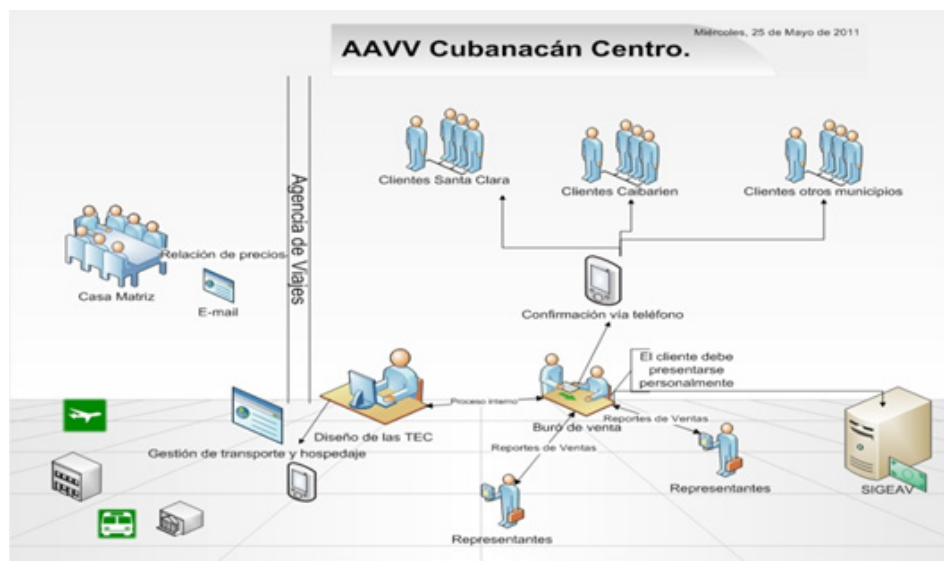 Miércoles, 25 de Mayo de 2011
AAVV Cubanacán Centro.
Clientes Santa Clara
Clientes Caibarien
Clientes otros municipios
Agencia de Viajes
Relación de precios
Casa Matriz
E-mail
Confirmación vía teléfono
El cliente debe
presentarse
personalmente
Proceso interno
Diseño de las TEC
Buró de venta
Reportes de Ventas
Gestión de transporte y hospedaje
Reportes de Ventas
Representantes
SIGEAV
Representantes